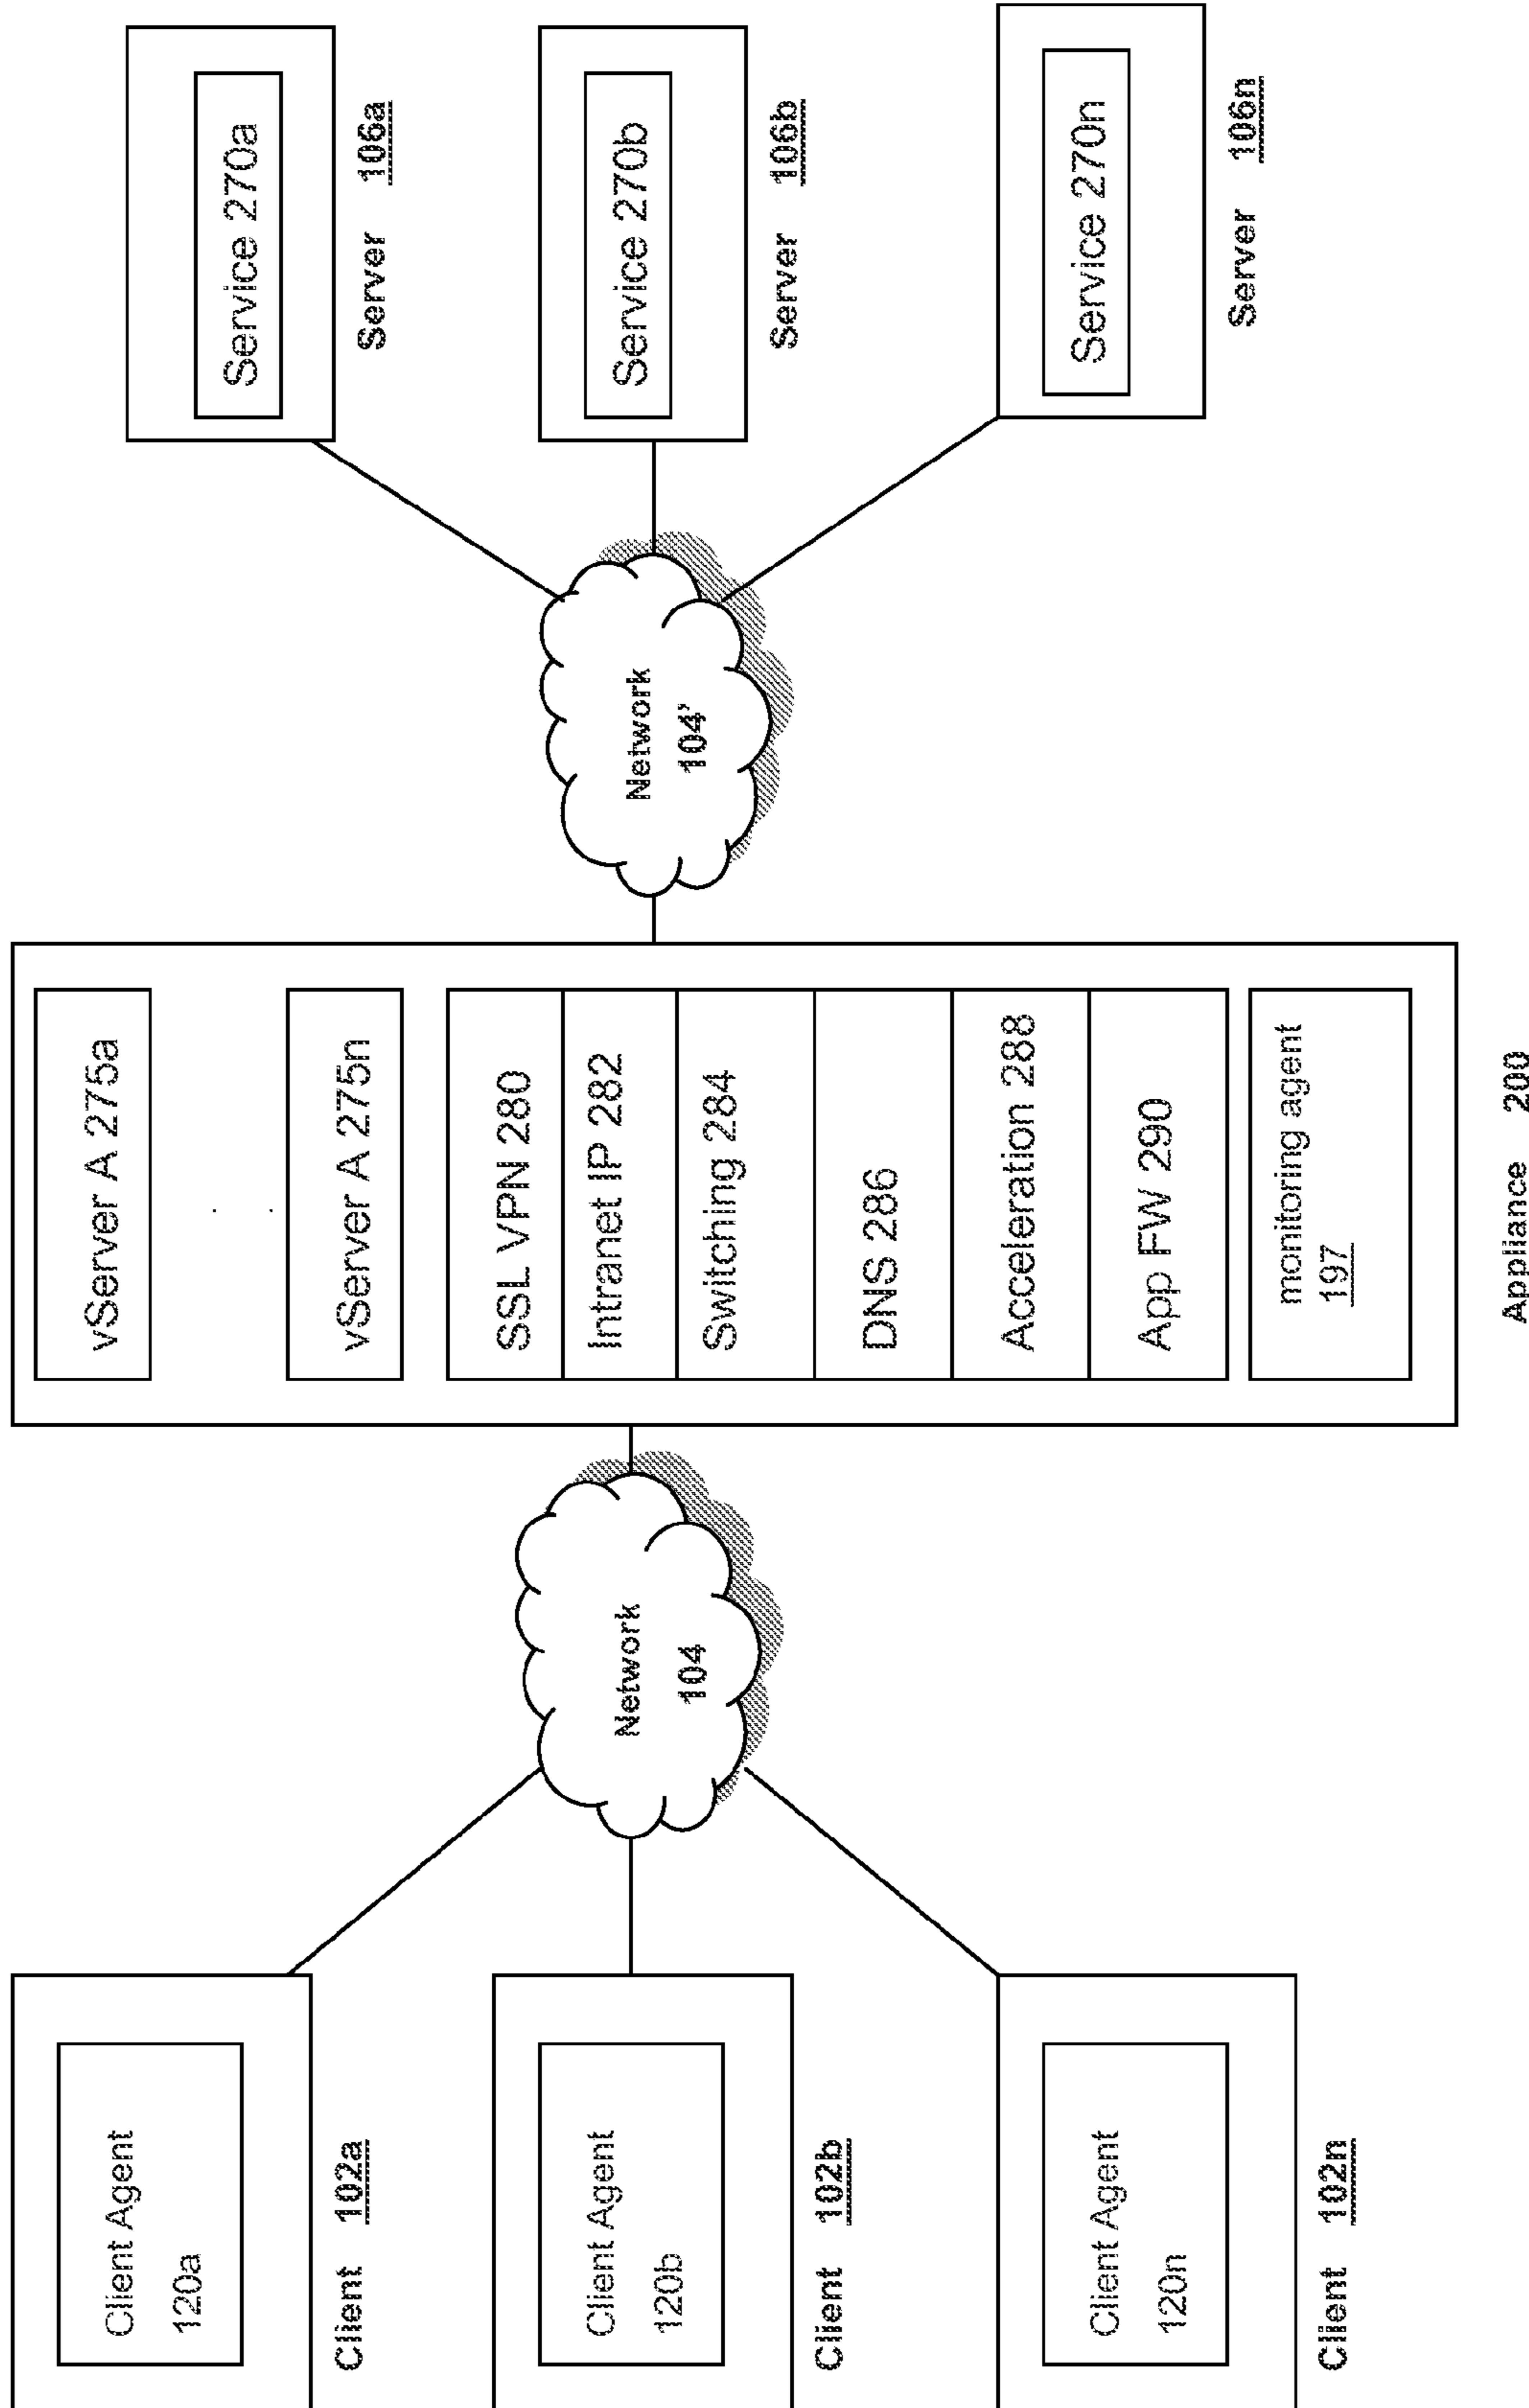 Client Agent
120a
Client 102a
Client Agent
120b
Client 102b
Client Agent
120n
Client 102n
Network
104
vServer A 275a
vServer A 275n
SSL VPN 280
Intranet IP 282
Switching 284
DNS 286
Acceleration 288
App FW 290
monitoring agent
197
Appliance 200
Network
104'
Service 270a
Server 106a
Service 270b
Server 106b
Service 270n
Server 106n